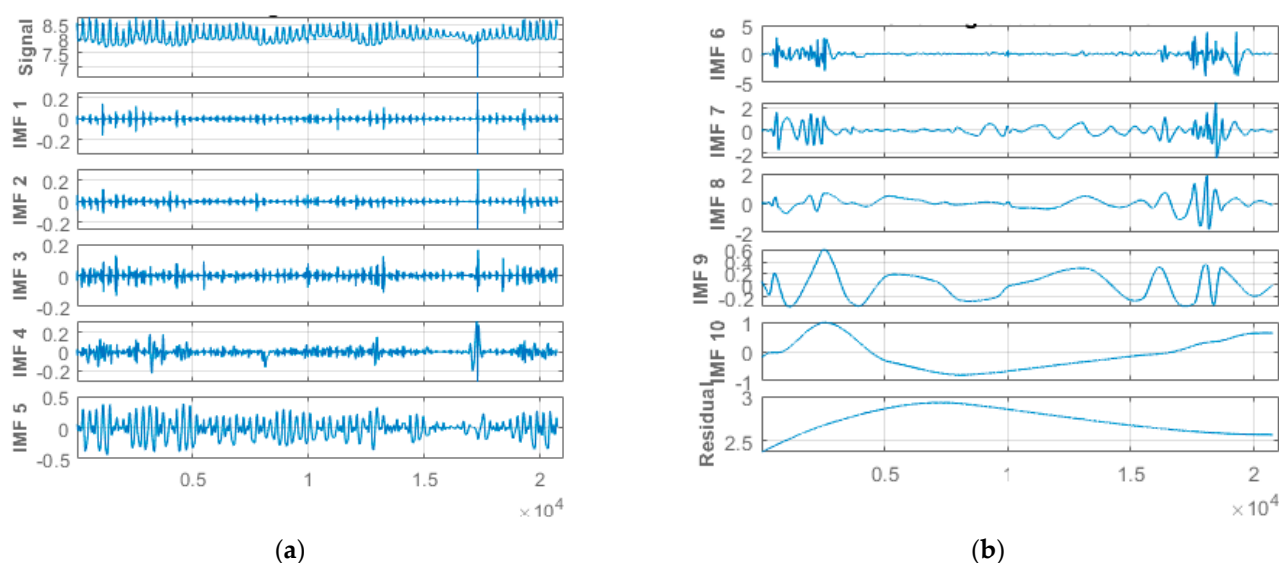 8.5
8
7.5
7
Signal
0.2
0
-0.2
IMF 1
0.2
0
-0.2
IMF 2
0.2
0
-0.2
IMF 3
0.2
0
-0.2
IMF 4
0.5
0
-0.5
IMF 5
0.5 1 1.5 2
×10⁴
(a)
5
0
-5
IMF 6
2
0
-2
IMF 7
2
0
-2
IMF 8
0.6
0.4
0.2
-0.2
IMF 9
1
0
-1
IMF 10
3
2.5
Residual
0.5 1 1.5 2
×10⁴
(b)